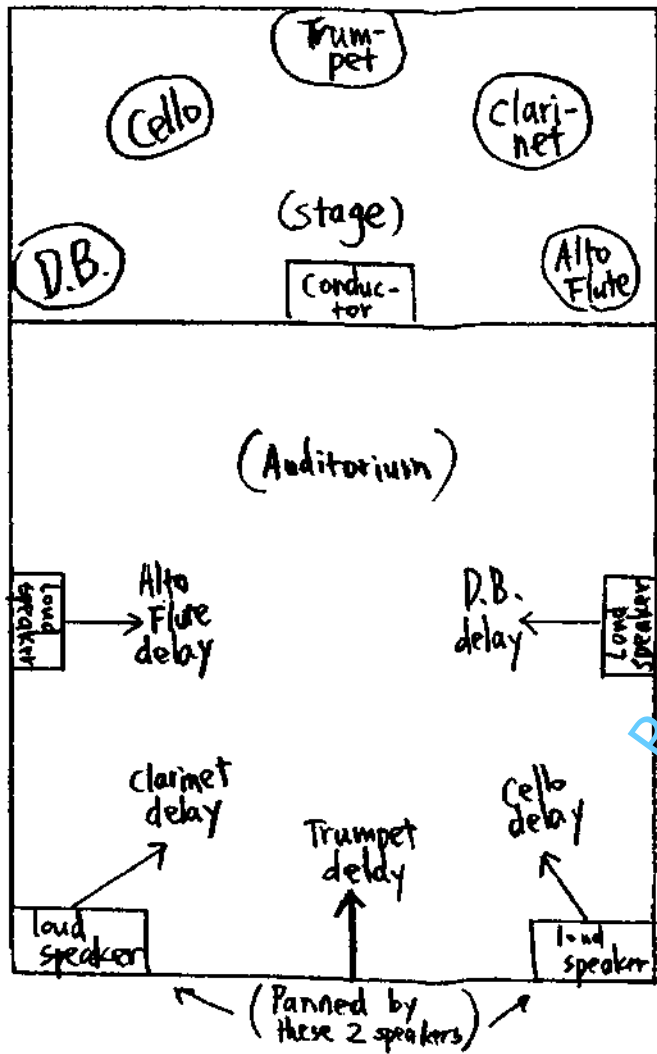 Trum-
pet
Cello
Clari-
net
(stage)
D.B.
Alto
Flute
Conduc-
tor
(Auditorium)
Loud
speaker
Alto
Flute
delay
D.B.
delay
Loud
speaker
Clarinet
delay
Cello
delay
Trumpet
delay
loud
speaker
loud
speaker
(Panned by
these 2 speakers)
P